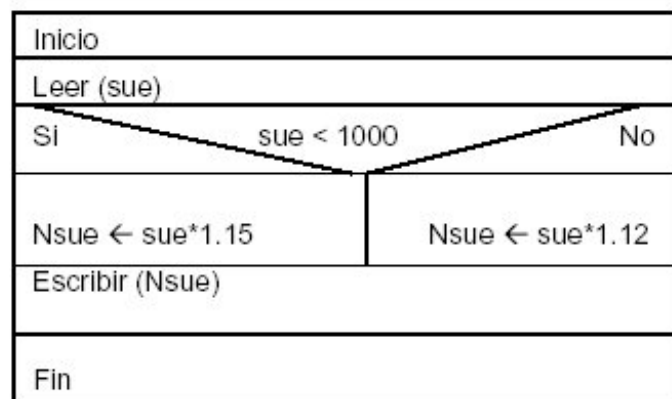 Inicio
Leer (sue)
Si sue < 1000 No
Nsue ← sue*1.15 Nsue ← sue*1.12
Escribir (Nsue)
Fin